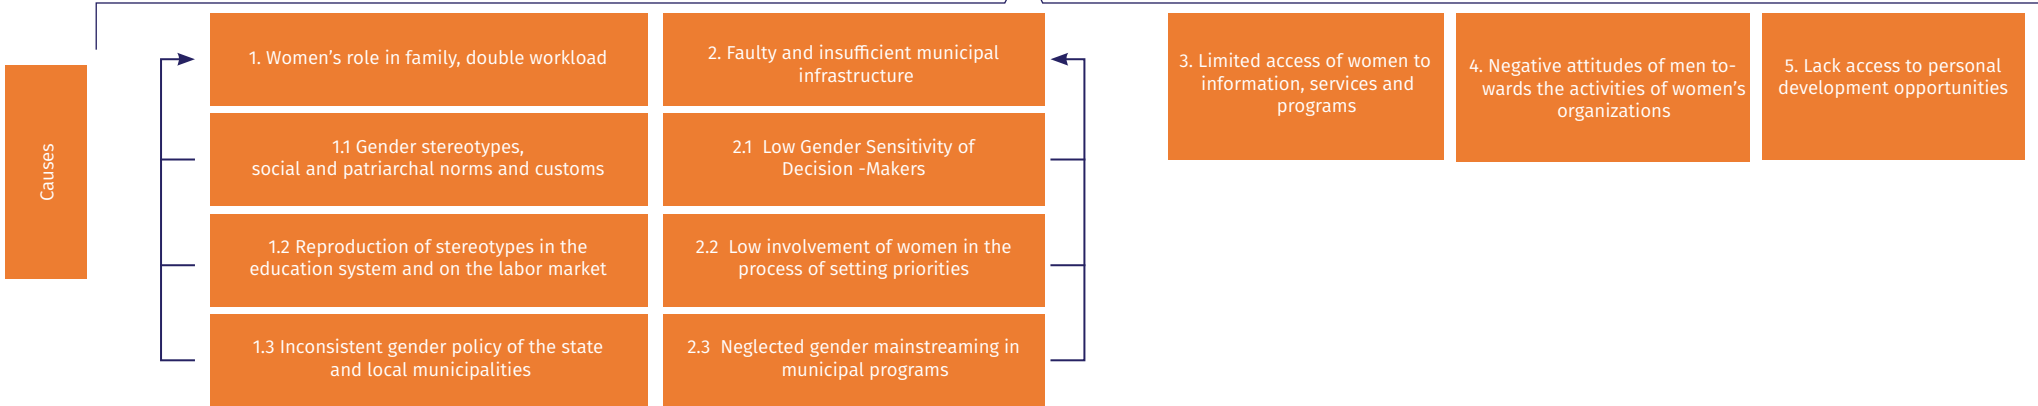 Causes
1. Women's role in family, double workload
1.1 Gender stereotypes,
social and patriarchal norms and customs
1.2 Reproduction of stereotypes in the
education system and on the labor market
1.3 Inconsistent gender policy of the state
and local municipalities
2. Faulty and insufficient municipal
infrastructure
2.1 Low Gender Sensitivity of
Decision -Makers
2.2 Low involvement of women in the
process of setting priorities
2.3 Neglected gender mainstreaming in
municipal programs
3. Limited access of women to
information, services and
programs
4. Negative attitudes of men to-
wards the activities of women's
organizations
5. Lack access to personal
development opportunities